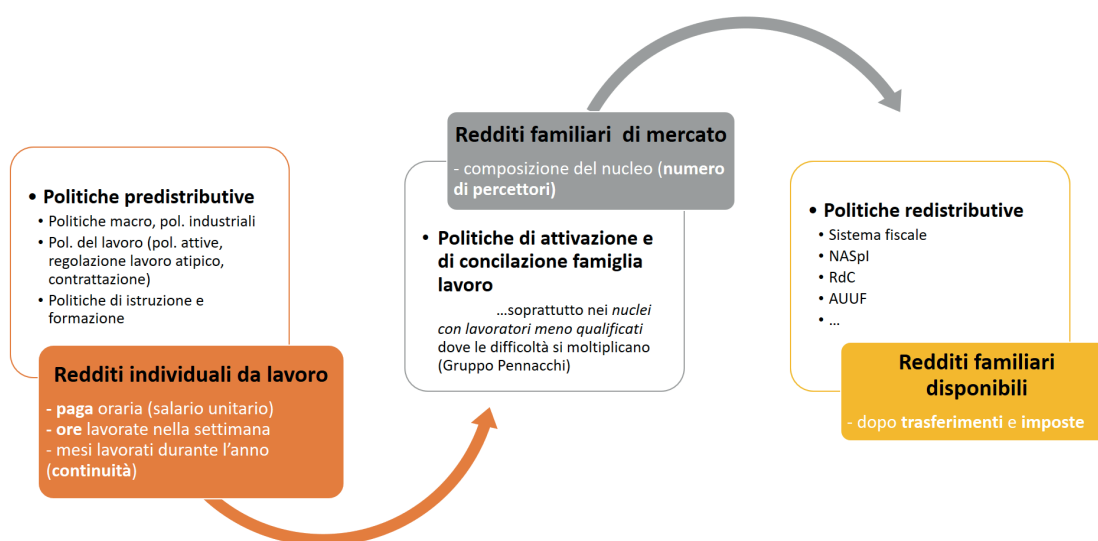 • Politiche predistributive
• Politiche macro, pol. industriali
• Pol. del lavoro (pol. attive,
regolazione lavoro atipico,
contrattazione)
• Politiche di istruzione e
formazione
Redditi individuali da lavoro
- paga oraria (salario unitario)
- ore lavorate nella settimana
- mesi lavorati durante l'anno
(continuità)
Redditi familiari di mercato
- composizione del nucleo (numero
di percettori)
• Politiche di attivazione e
di concilazione famiglia
lavoro
...soprattutto nei nuclei
con lavoratori meno qualificati
dove le difficoltà si moltiplicano
(Gruppo Pennacchi)
• Politiche redistributive
• Sistema fiscale
• NASpI
• RdC
• AUUF
• ...
Redditi familiari
disponibili
- dopo trasferimenti e imposte